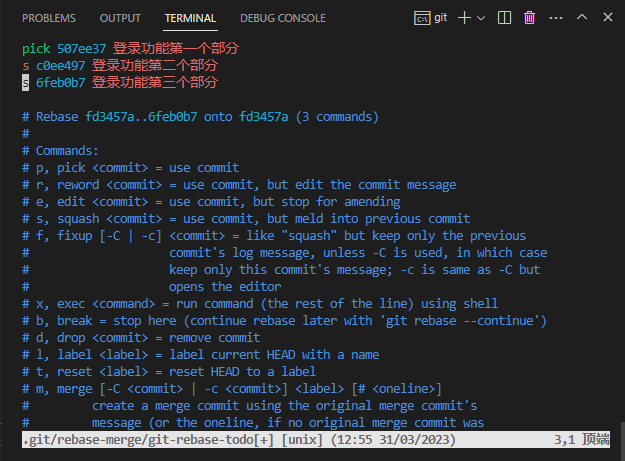 PROBLEMS OUTPUT TERMINAL DEBUG CONSOLE git
pick 507ee37 登录功能第一个部分
s c0ee497 登录功能第二个部分
s 6feb0b7 登录功能第三个部分
# Rebase fd3457a..6feb0b7 onto fd3457a (3 commands)
#
# Commands:
# p, pick <commit> = use commit
# r, reword <commit> = use commit, but edit the commit message
# e, edit <commit> = use commit, but stop for amending
# s, squash <commit> = use commit, but meld into previous commit
# f, fixup [-C | -c] <commit> = like "squash" but keep only the previous
#                    commit's log message, unless -C is used, in which case
#                    keep only this commit's message; -c is same as -C but
#                    opens the editor
# x, exec <command> = run command (the rest of the line) using shell
# b, break = stop here (continue rebase later with 'git rebase --continue')
# d, drop <commit> = remove commit
# l, label <label> = label current HEAD with a name
# t, reset <label> = reset HEAD to a label
# m, merge [-C <commit> | -c <commit>] <label> [# <oneline>]
#         create a merge commit using the original merge commit's
#         message (or the oneline, if no original merge commit was
.git/rebase-merge/git-rebase-todo[+] [unix] (12:55 31/03/2023) 3,1 顶端